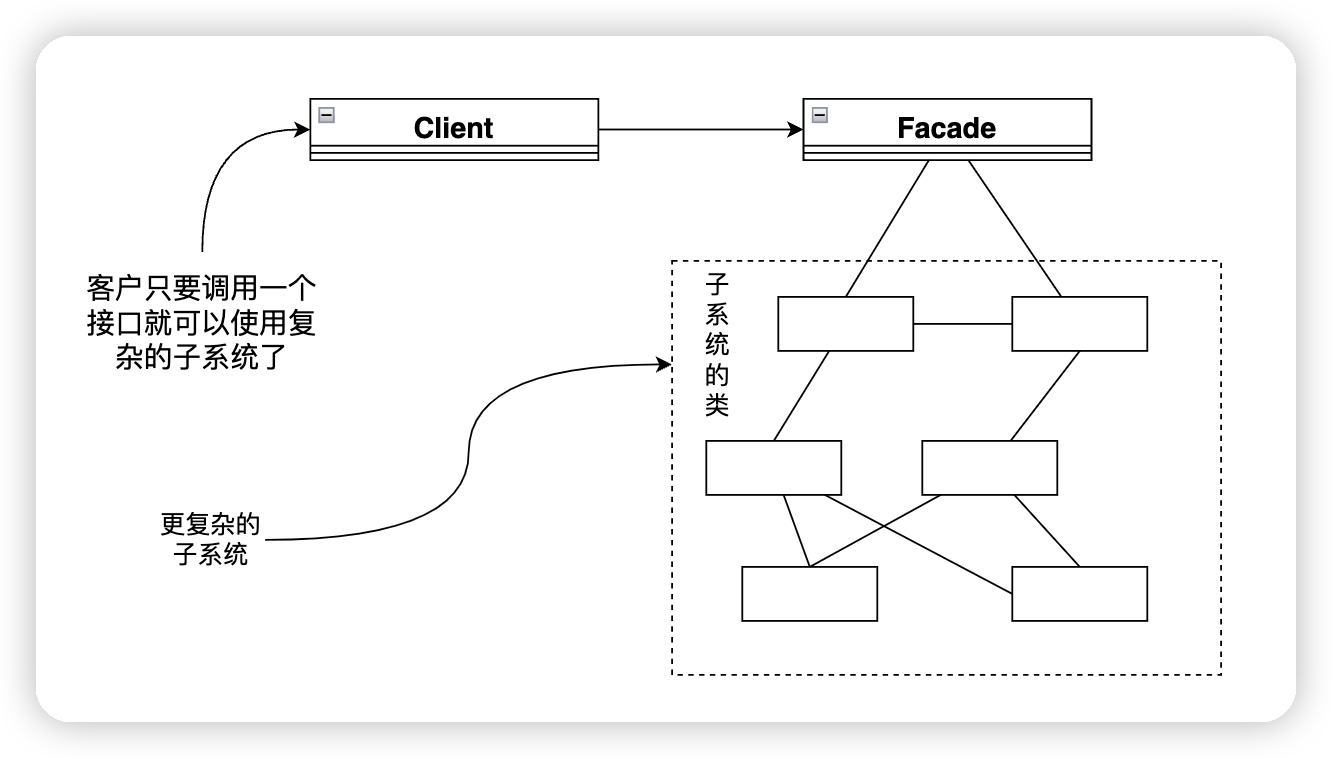 Client
Facade
客户只要调用一个
接口就可以使用复
杂的子系统了
子
系
统
的
类
更复杂的
子系统